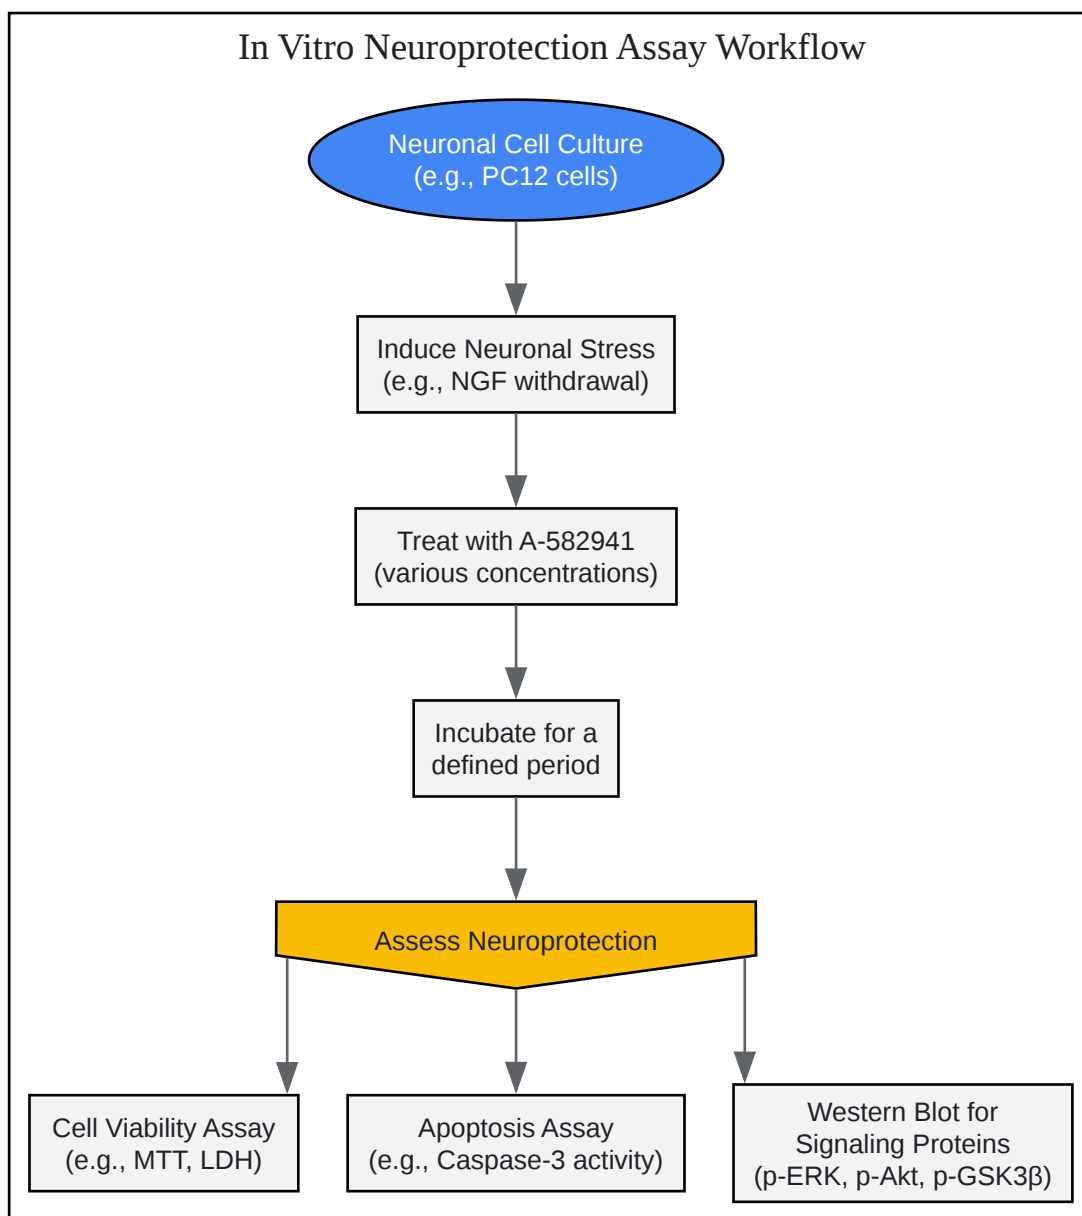 In Vitro Neuroprotection Assay Workflow
Neuronal Cell Culture
(e.g., PC12 cells)
Induce Neuronal Stress
(e.g., NGF withdrawal)
Treat with A-582941
(various concentrations)
Incubate for a
defined period
Assess Neuroprotection
Cell Viability Assay
(e.g., MTT, LDH)
Apoptosis Assay
(e.g., Caspase-3 activity)
Western Blot for
Signaling Proteins
(p-ERK, p-Akt, p-GSK3β)